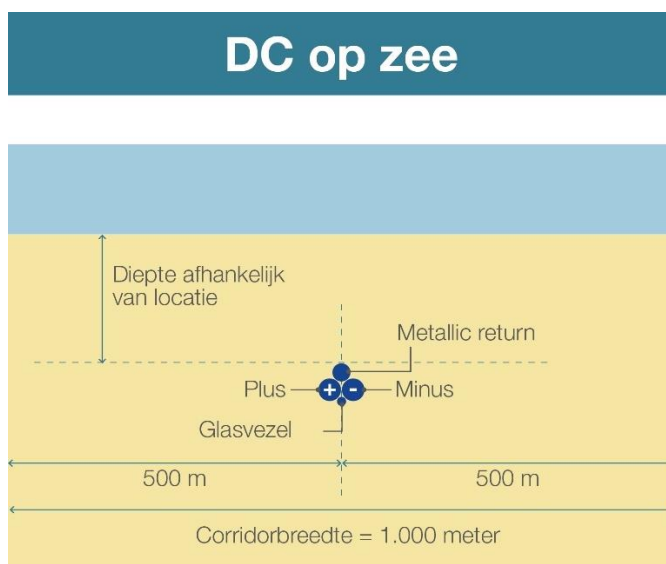 DC op zee
Diepte afhankelijk
van locatie
Metallic return
Plus
+
-
Minus
Glasvezel
500 m
500 m
Corridorbreedte = 1.000 meter